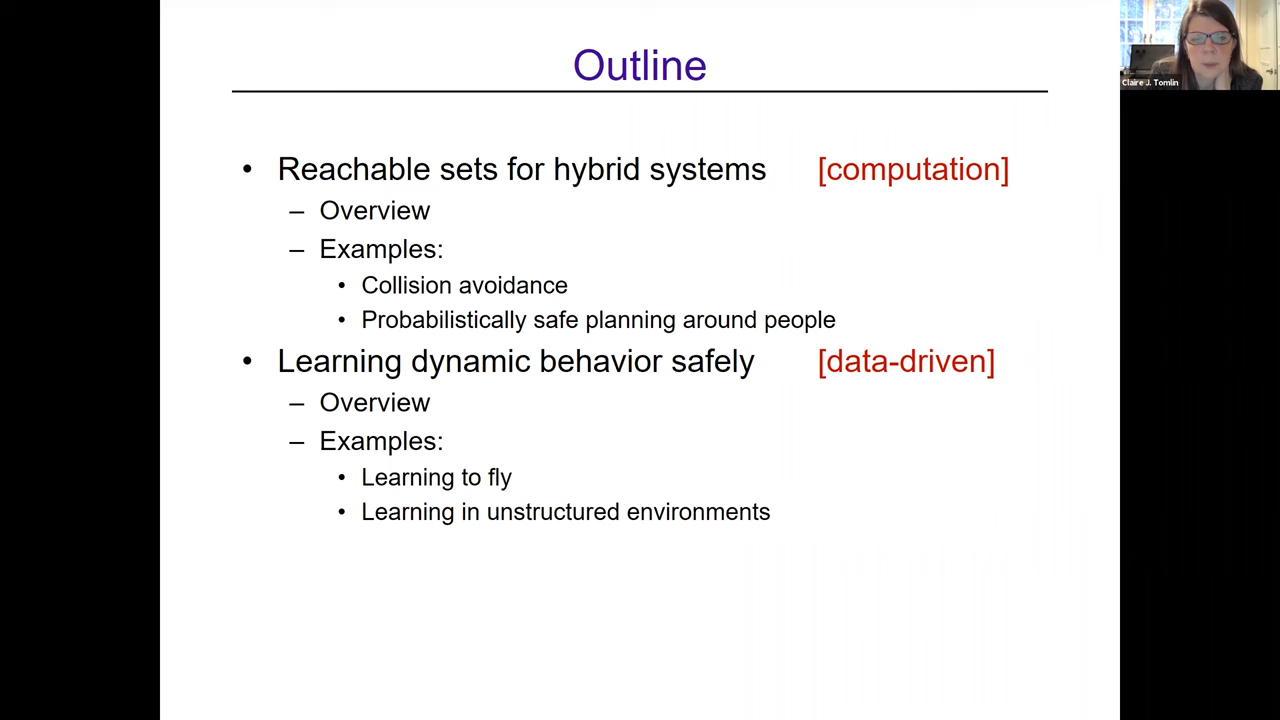 Outline
• Reachable sets for hybrid systems [computation]
– Overview
– Examples:
• Collision avoidance
• Probabilistically safe planning around people
• Learning dynamic behavior safely [data-driven]
– Overview
– Examples:
• Learning to fly
• Learning in unstructured environments
Claire J. Tomlin